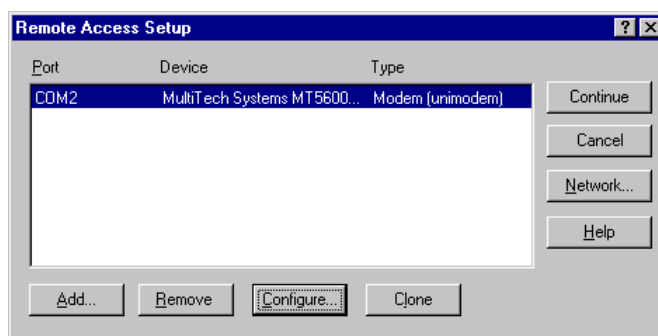 Remote Access Setup
Port Device Type
COM2 MultiTech Systems MT5600... Modem (unimodem)
Continue
Cancel
Network...
Help
Add... Remove Configure... Clone